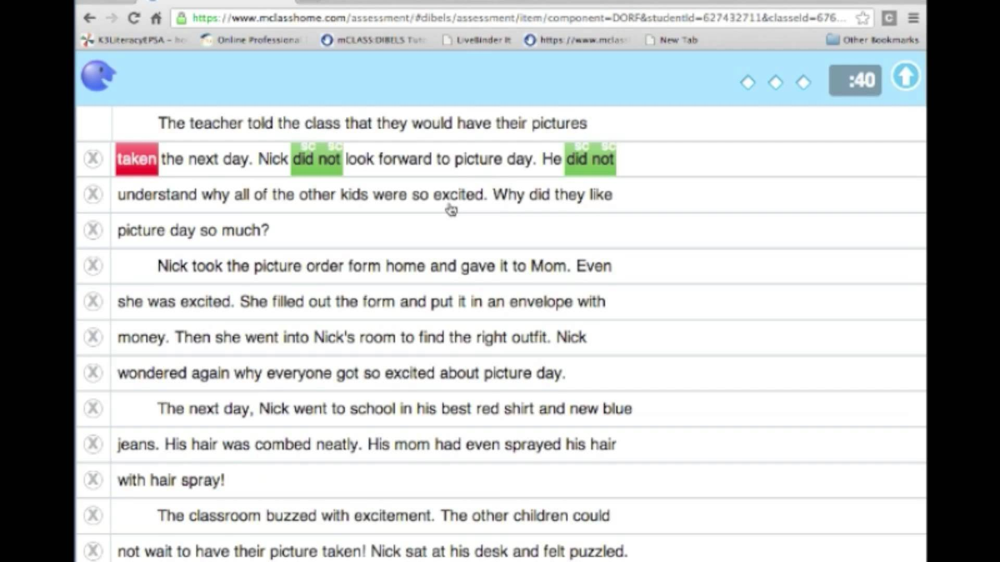 https://www.mclasshome.com/assessment/#dibels/assessment/item/component=DORF&studentId=627432711&classeId=676...
K3LiteracyEPSA – ho Online Professiona mCLASS:DIBELS Tut LiveBinder It https://www.mclas New Tab Other Bookmarks
:40
The teacher told the class that they would have their pictures
sc sc sc sc
X taken the next day. Nick did not look forward to picture day. He did not
X understand why all of the other kids were so excited. Why did they like
X picture day so much?
X Nick took the picture order form home and gave it to Mom. Even
X she was excited. She filled out the form and put it in an envelope with
X money. Then she went into Nick's room to find the right outfit. Nick
X wondered again why everyone got so excited about picture day.
X The next day, Nick went to school in his best red shirt and new blue
X jeans. His hair was combed neatly. His mom had even sprayed his hair
X with hair spray!
X The classroom buzzed with excitement. The other children could
X not wait to have their picture taken! Nick sat at his desk and felt puzzled.